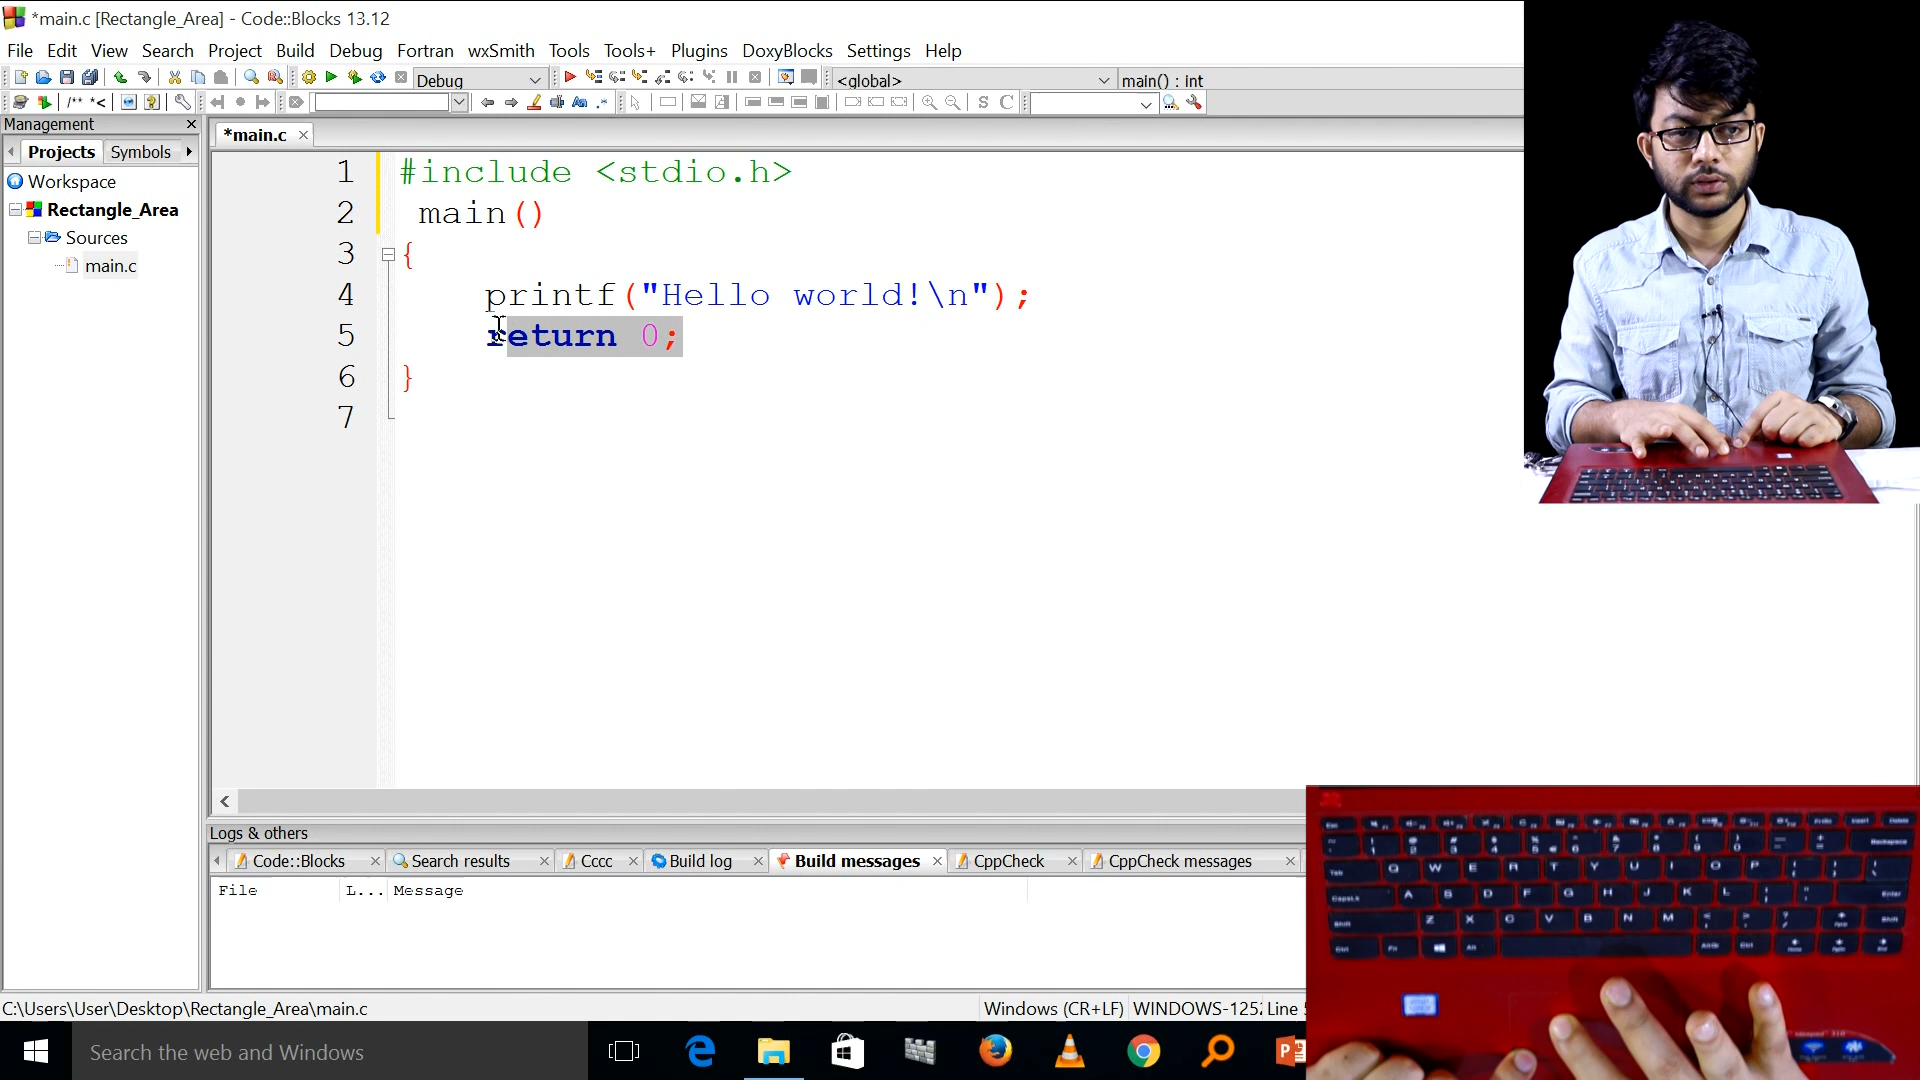 *main.c [Rectangle_Area] - Code::Blocks 13.12
File Edit View Search Project Build Debug Fortran wxSmith Tools Tools+ Plugins DoxyBlocks Settings Help
Debug
<global>
main() : int
/** *<
S C
Management
Projects Symbols
Workspace
Rectangle_Area
Sources
main.c
*main.c
1 #include <stdio.h>
2 main()
3 {
4 printf("Hello world!\n");
5 return 0;
6 }
7
Logs & others
Code::Blocks Search results Cccc Build log Build messages CppCheck CppCheck messages
File L... Message
C:\Users\User\Desktop\Rectangle_Area\main.c Windows (CR+LF) WINDOWS-1252 Line
Search the web and Windows
Q W E R T Y U I O P
A S D F G H J K L
Z X C V B N M